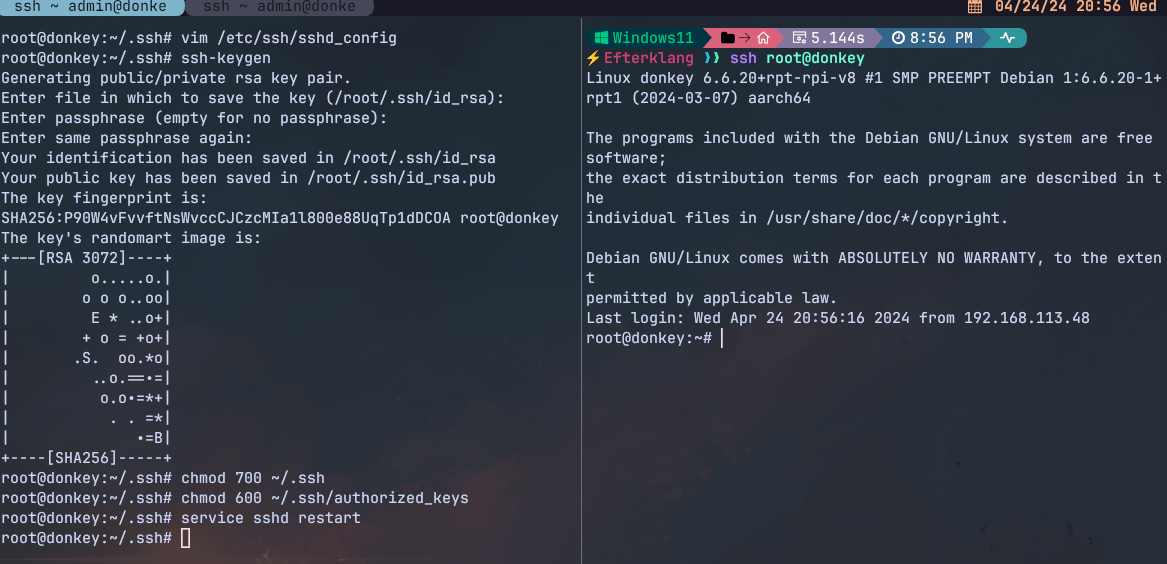 ssh ~ admin@donke ssh ~ admin@donke 04/24/24 20:56 Wed
root@donkey:~/.ssh# vim /etc/ssh/sshd_config
root@donkey:~/.ssh# ssh-keygen
Generating public/private rsa key pair.
Enter file in which to save the key (/root/.ssh/id_rsa):
Enter passphrase (empty for no passphrase):
Enter same passphrase again:
Your identification has been saved in /root/.ssh/id_rsa
Your public key has been saved in /root/.ssh/id_rsa.pub
The key fingerprint is:
SHA256:P90W4vFvvftNsWvccCJCzcMIa1l800e88UqTp1dDCOA root@donkey
The key's randomart image is:
+---[RSA 3072]----+
|         o.....o.|
|        o o o..oo|
|         E * ..o+|
|        + o = +o+|
|       .S.  oo.*o|
|         ..o.==*=|
|          o.o*=*+|
|           . . =*|
|              *=B|
+----[SHA256]-----+
root@donkey:~/.ssh# chmod 700 ~/.ssh
root@donkey:~/.ssh# chmod 600 ~/.ssh/authorized_keys
root@donkey:~/.ssh# service sshd restart
root@donkey:~/.ssh#
Windows11 5.144s 8:56 PM
Efterklang ❯❯ ssh root@donkey
Linux donkey 6.6.20+rpt-rpi-v8 #1 SMP PREEMPT Debian 1:6.6.20-1+
rpt1 (2024-03-07) aarch64
The programs included with the Debian GNU/Linux system are free
software;
the exact distribution terms for each program are described in t
he
individual files in /usr/share/doc/*/copyright.
Debian GNU/Linux comes with ABSOLUTELY NO WARRANTY, to the exten
t
permitted by applicable law.
Last login: Wed Apr 24 20:56:16 2024 from 192.168.113.48
root@donkey:~#